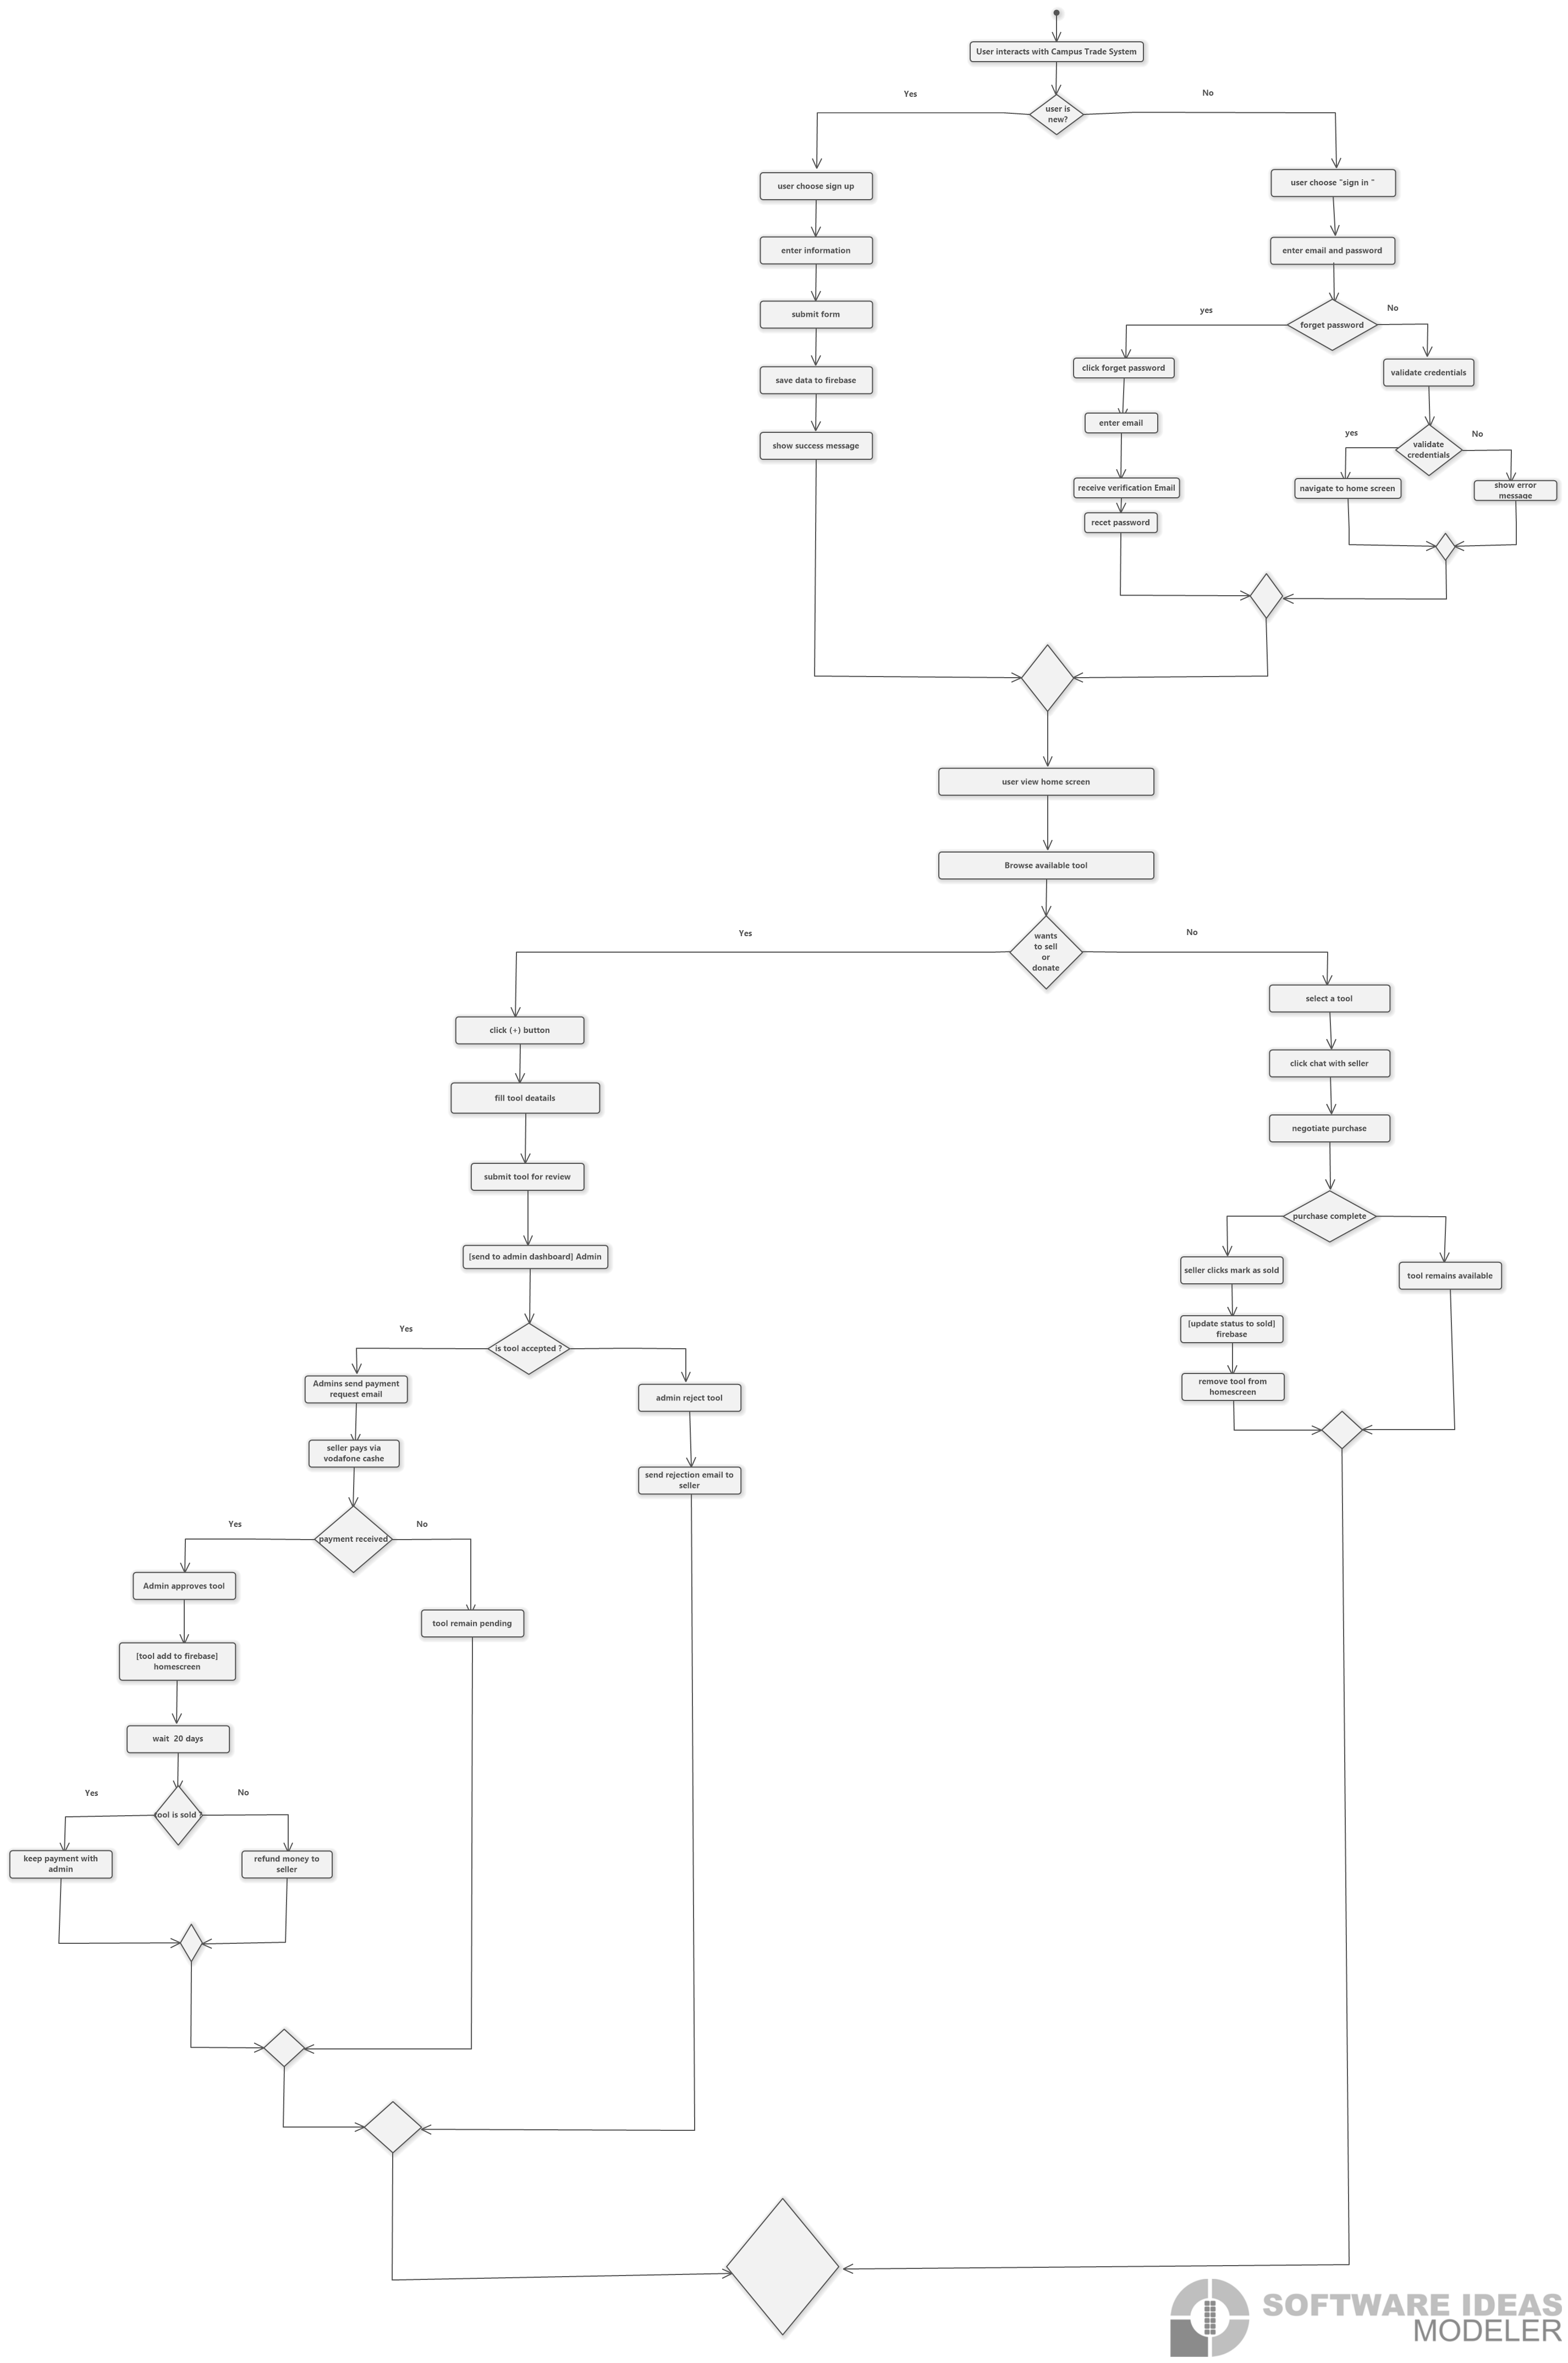 User interacts with Campus Trade System
Yes
No
user is
new?
user choose sign up
user choose "sign in "
enter information
enter email and password
submit form
yes
No
forget password
click forget password
validate credentials
save data to firebase
enter email
yes
No
validate
credentials
show success message
receive verification Email
navigate to home screen
show error
message
recet password
user view home screen
Browse available tool
Yes
No
wants
to sell
or
donate
select a tool
click (+) button
click chat with seller
fill tool deatails
negotiate purchase
submit tool for review
purchase complete
[send to admin dashboard] Admin
seller clicks mark as sold
tool remains available
Yes
is tool accepted ?
[update status to sold]
firebase
Admins send payment
request email
admin reject tool
remove tool from
homescreen
seller pays via
vodafone cashe
send rejection email to
seller
Yes
No
payment received
Admin approves tool
tool remain pending
[tool add to firebase]
homescreen
wait  20 days
Yes
No
tool is sold ?
keep payment with
admin
refund money to
seller
SOFTWARE IDEAS
MODELER